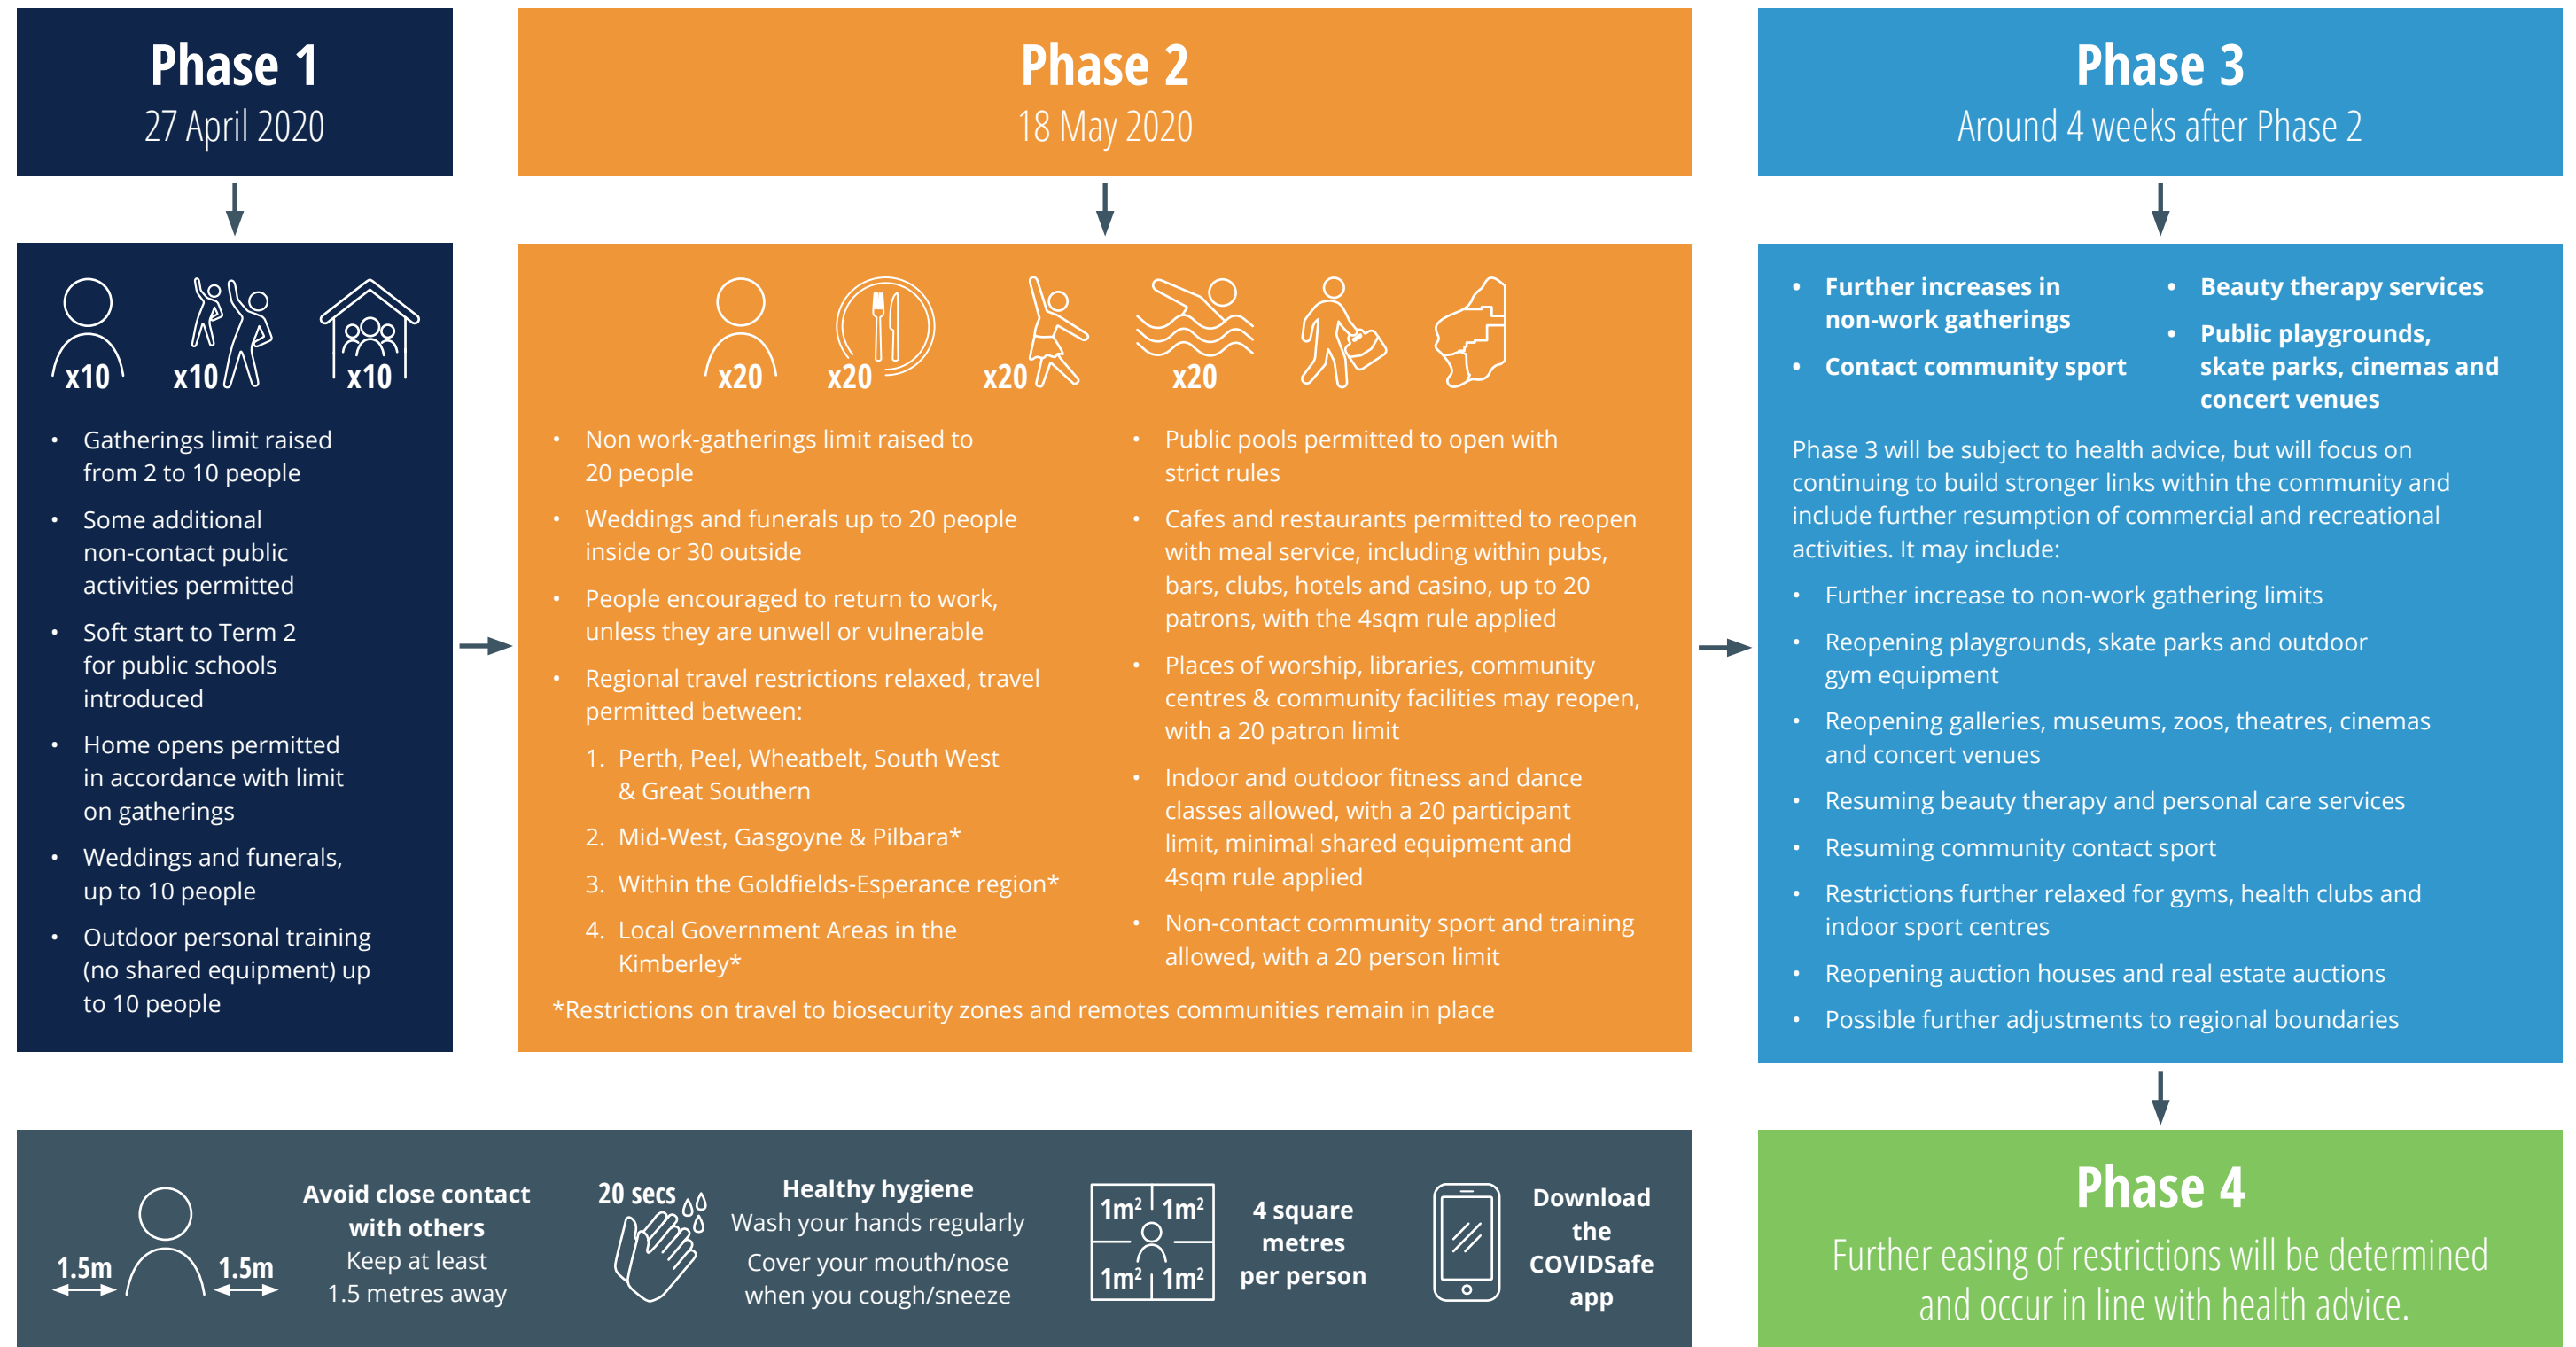 Phase 1
27 April 2020
x10
x10
x10
• Gatherings limit raised
from 2 to 10 people
• Some additional
non-contact public
activities permitted
• Soft start to Term 2
for public schools
introduced
• Home opens permitted
in accordance with limit
on gatherings
• Weddings and funerals,
up to 10 people
• Outdoor personal training
(no shared equipment) up
to 10 people
Phase 2
18 May 2020
x20
x20
x20
x20
• Non work-gatherings limit raised to
20 people
• Weddings and funerals up to 20 people
inside or 30 outside
• People encouraged to return to work,
unless they are unwell or vulnerable
• Regional travel restrictions relaxed, travel
permitted between:
1. Perth, Peel, Wheatbelt, South West
& Great Southern
2. Mid-West, Gasgoyne & Pilbara*
3. Within the Goldfields-Esperance region*
4. Local Government Areas in the
Kimberley*
• Public pools permitted to open with
strict rules
• Cafes and restaurants permitted to reopen
with meal service, including within pubs,
bars, clubs, hotels and casino, up to 20
patrons, with the 4sqm rule applied
• Places of worship, libraries, community
centres & community facilities may reopen,
with a 20 patron limit
• Indoor and outdoor fitness and dance
classes allowed, with a 20 participant
limit, minimal shared equipment and
4sqm rule applied
• Non-contact community sport and training
allowed, with a 20 person limit
*Restrictions on travel to biosecurity zones and remotes communities remain in place
Phase 3
Around 4 weeks after Phase 2
• Further increases in
non-work gatherings
• Contact community sport
• Beauty therapy services
• Public playgrounds,
skate parks, cinemas and
concert venues
Phase 3 will be subject to health advice, but will focus on
continuing to build stronger links within the community and
include further resumption of commercial and recreational
activities. It may include:
• Further increase to non-work gathering limits
• Reopening playgrounds, skate parks and outdoor
gym equipment
• Reopening galleries, museums, zoos, theatres, cinemas
and concert venues
• Resuming beauty therapy and personal care services
• Resuming community contact sport
• Restrictions further relaxed for gyms, health clubs and
indoor sport centres
• Reopening auction houses and real estate auctions
• Possible further adjustments to regional boundaries
1.5m
1.5m
Avoid close contact
with others
Keep at least
1.5 metres away
20 secs
Healthy hygiene
Wash your hands regularly
Cover your mouth/nose
when you cough/sneeze
1m² 1m²
1m² 1m²
4 square
metres
per person
Download
the
COVIDSafe
app
Phase 4
Further easing of restrictions will be determined
and occur in line with health advice.